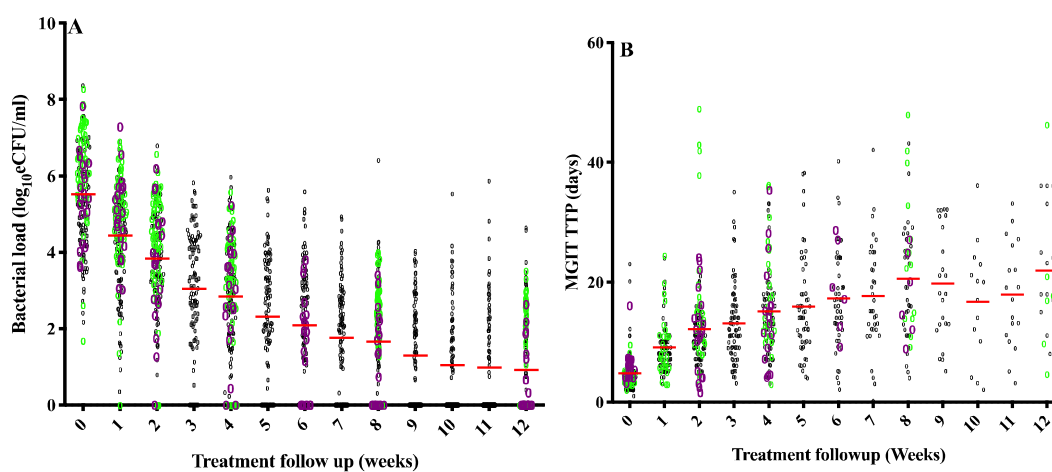 A
Bacterial load (log10eCFU/ml)
10
8
6
4
2
0
0 1 2 3 4 5 6 7 8 9 10 11 12
Treatment follow up (weeks)
B
MGIT TTP (days)
60
40
20
0
0 1 2 3 4 5 6 7 8 9 10 11 12
Treatment followup (Weeks)